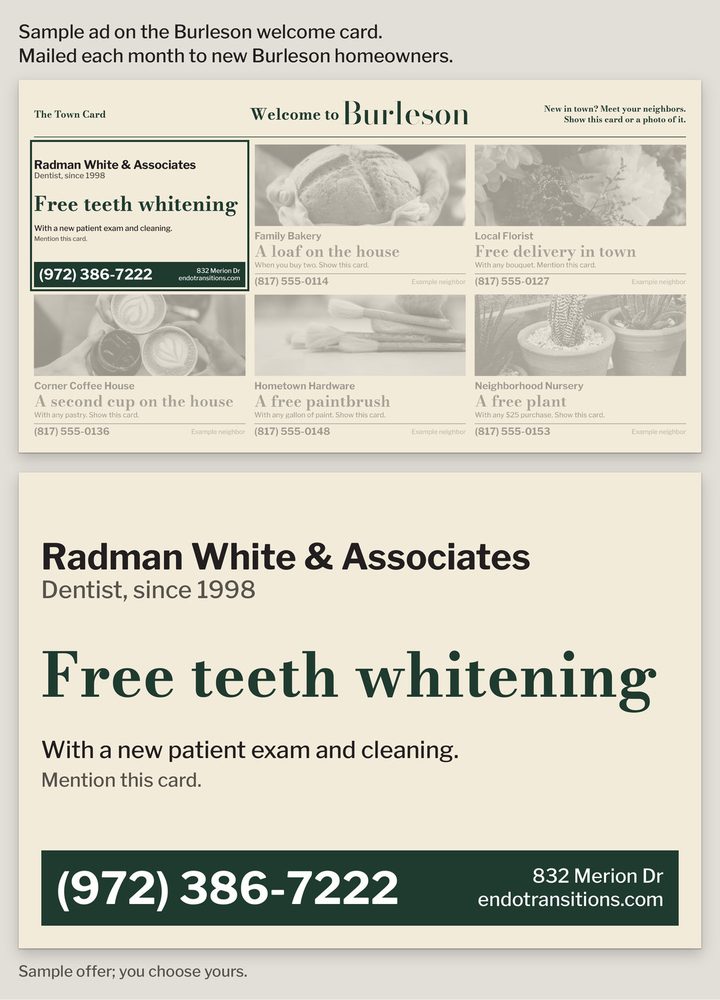 Sample ad on the Burleson welcome card.
Mailed each month to new Burleson homeowners.
The Town Card
Welcome to Burleson
New in town? Meet your neighbors.
Show this card or a photo of it.
Radman White & Associates
Dentist, since 1998
Free teeth whitening
With a new patient exam and cleaning.
Mention this card.
(972) 386-7222
832 Merion Dr
endotransitions.com
Family Bakery
A loaf on the house
When you buy two. Show this card.
(817) 555-0114
Example neighbor
Local Florist
Free delivery in town
With any bouquet. Mention this card.
(817) 555-0127
Example neighbor
Corner Coffee House
A second cup on the house
With any pastry. Show this card.
(817) 555-0136
Example neighbor
Hometown Hardware
A free paintbrush
With any gallon of paint. Show this card.
(817) 555-0148
Example neighbor
Neighborhood Nursery
A free plant
With any $25 purchase. Show this card.
(817) 555-0153
Example neighbor
Radman White & Associates
Dentist, since 1998
Free teeth whitening
With a new patient exam and cleaning.
Mention this card.
(972) 386-7222
832 Merion Dr
endotransitions.com
Sample offer; you choose yours.